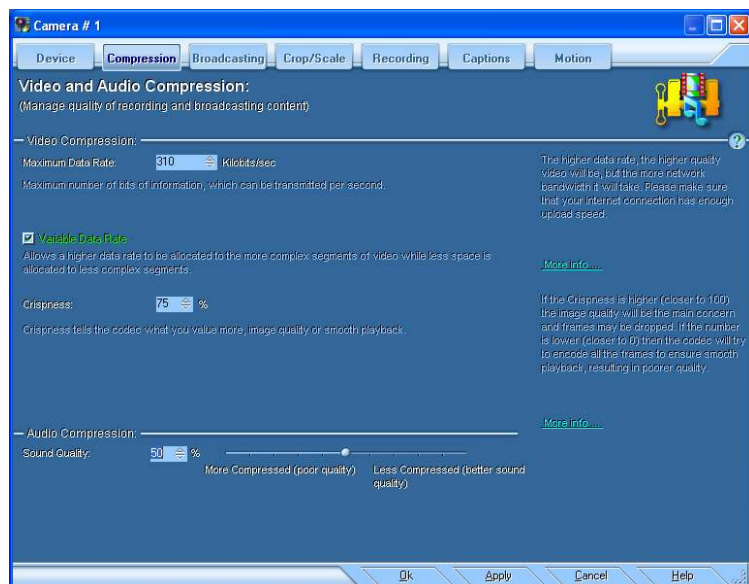 Camera # 1
Device Compression Broadcasting Crop/Scale Recording Captions Motion
Video and Audio Compression:
(Manage quality of recording and broadcasting content)
Video Compression:
?
Maximum Data Rate: 310 Kilobits/sec
Maximum number of bits of information, which can be transmitted per second.
The higher data rate, the higher quality
video will be, but the more network
bandwidth it will take. Please make sure
that your internet connection has enough
upload speed.
Variable Data Rate
Allows a higher data rate to be allocated to the more complex segments of video while less space is
allocated to less complex segments.
More info ...
Crispness: 75 %
Crispness tells the codec what you value more, image quality or smooth playback.
If the Crispness is higher (closer to 100)
the image quality will be the main concern
and frames may be dropped. If the number
is lower (closer to 0) then the codec will try
to encode all the frames to ensure smooth
playback, resulting in poorer quality.
More info ...
Audio Compression:
Sound Quality: 50 %
More Compressed (poor quality)
Less Compressed (better sound
quality)
Ok Apply Cancel Help